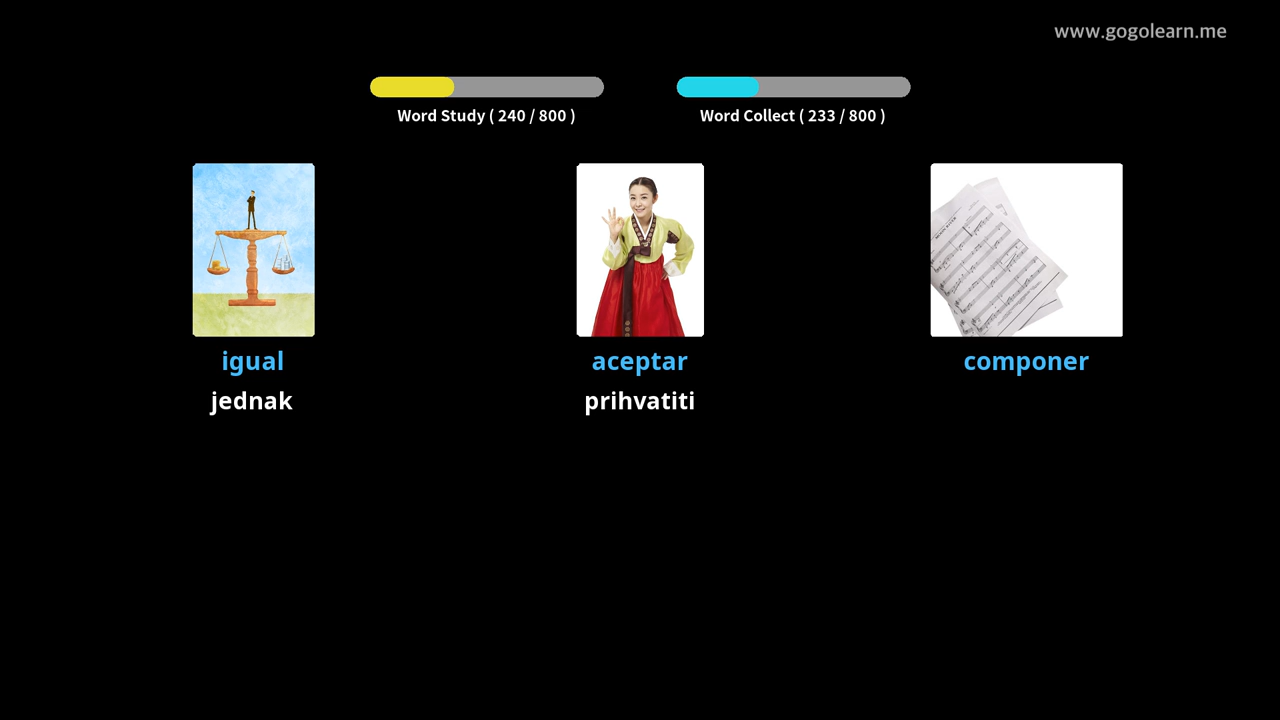 www.gogolearn.me
Word Study ( 240 / 800 )
Word Collect ( 233 / 800 )
igual
aceptar
componer
jednak
prihvatiti